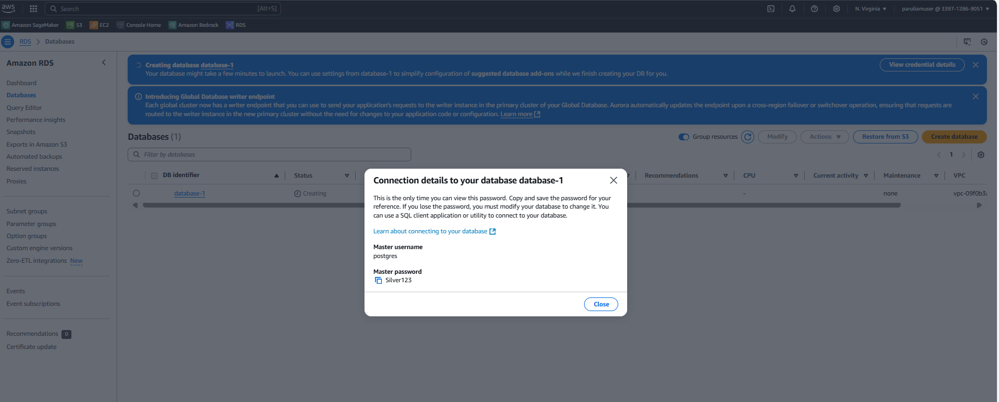 aws
Search [Alt+S]
N. Virginia
paruliamuser @ 3397-1286-9051
Amazon SageMaker
S3
EC2
Console Home
Amazon Bedrock
RDS
RDS > Databases
Amazon RDS
Dashboard
Databases
Query Editor
Performance insights
Snapshots
Exports in Amazon S3
Automated backups
Reserved instances
Proxies
Subnet groups
Parameter groups
Option groups
Custom engine versions
Zero-ETL integrations New
Events
Event subscriptions
Recommendations 0
Certificate update
Creating database database-1
Your database might take a few minutes to launch. You can use settings from database-1 to simplify configuration of suggested database add-ons while we finish creating your DB for you.
View credential details
Introducing Global Database writer endpoint
Each global cluster now has a writer endpoint that you can use to send your application's requests to the writer instance in the primary cluster of your Global Database. Aurora automatically updates the endpoint upon a cross-region failover or switchover operation, ensuring that requests are
routed to the writer instance in the new primary cluster without the need for changes to your application code or configuration. Learn more
Databases (1)
Group resources
Modify
Actions
Restore from S3
Create database
Filter by databases
1
DB identifier
Status
Recommendations
CPU
Current activity
Maintenance
VPC
database-1
Creating
-
none
vpc-09f0b3a
Connection details to your database database-1
This is the only time you can view this password. Copy and save the password for your
reference. If you lose the password, you must modify your database to change it. You
can use a SQL client application or utility to connect to your database.
Learn about connecting to your database
Master username
postgres
Master password
Silver123
Close